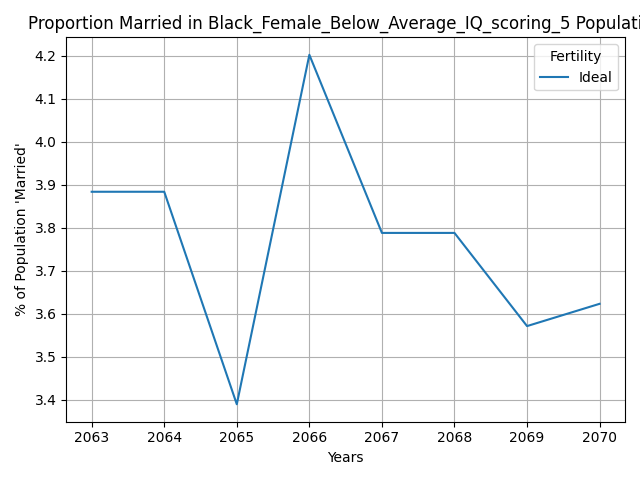 Proportion Married in Black_Female_Below_Average_IQ_scoring_5 Populati
Fertility
Ideal
4.2
4.1
4.0
3.9
3.8
3.7
3.6
3.5
3.4
% of Population 'Married'
2063 2064 2065 2066 2067 2068 2069 2070
Years